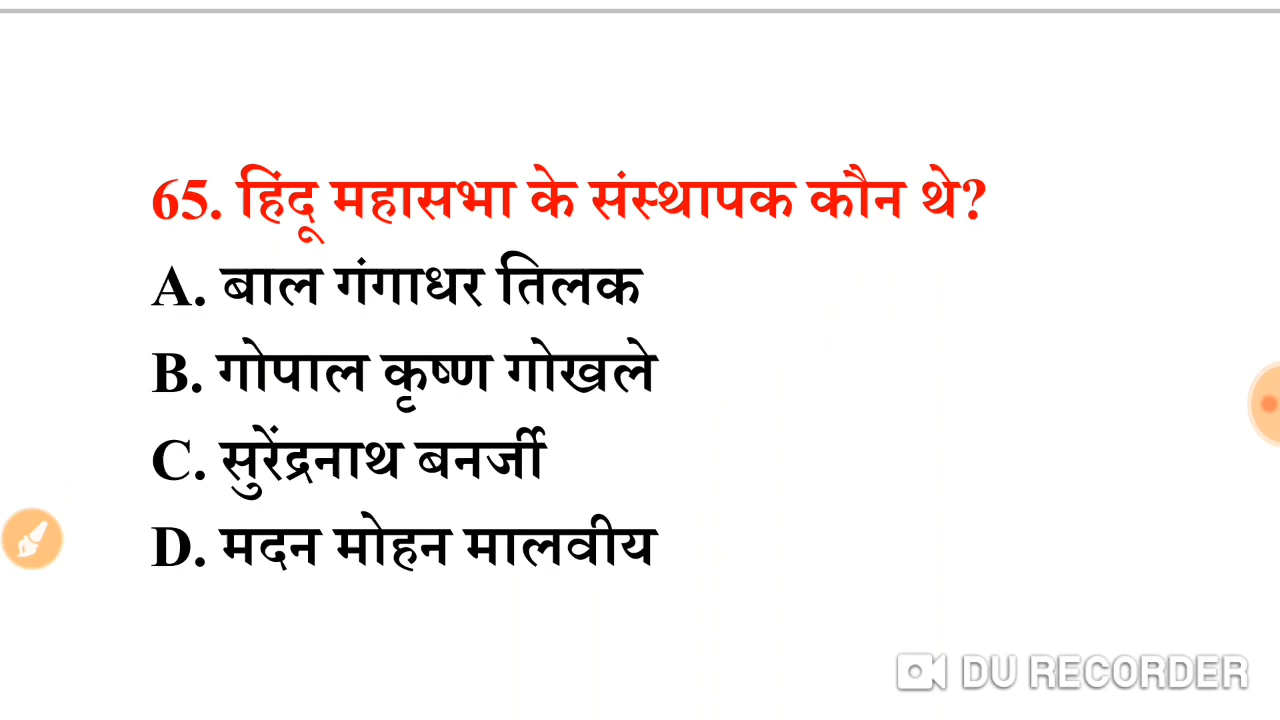 65. हिंदू महासभा के संस्थापक कौन थे?
A. बाल गंगाधर तिलक
B. गोपाल कृष्ण गोखले
C. सुरेंद्रनाथ बनर्जी
D. मदन मोहन मालवीय
DU RECORDER